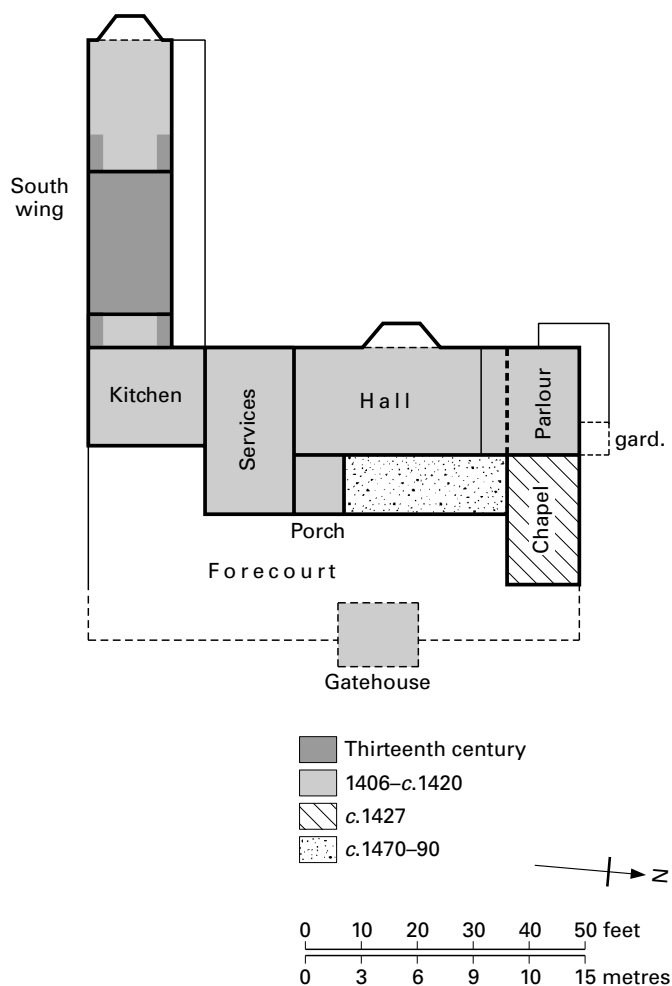 South
wing
Kitchen
Services
Hall
Parlour
gard.
Chapel
Porch
Forecourt
Gatehouse
Thirteenth century
1406–c.1420
c.1427
c.1470–90
N
0 10 20 30 40 50 feet
0 3 6 9 10 15 metres